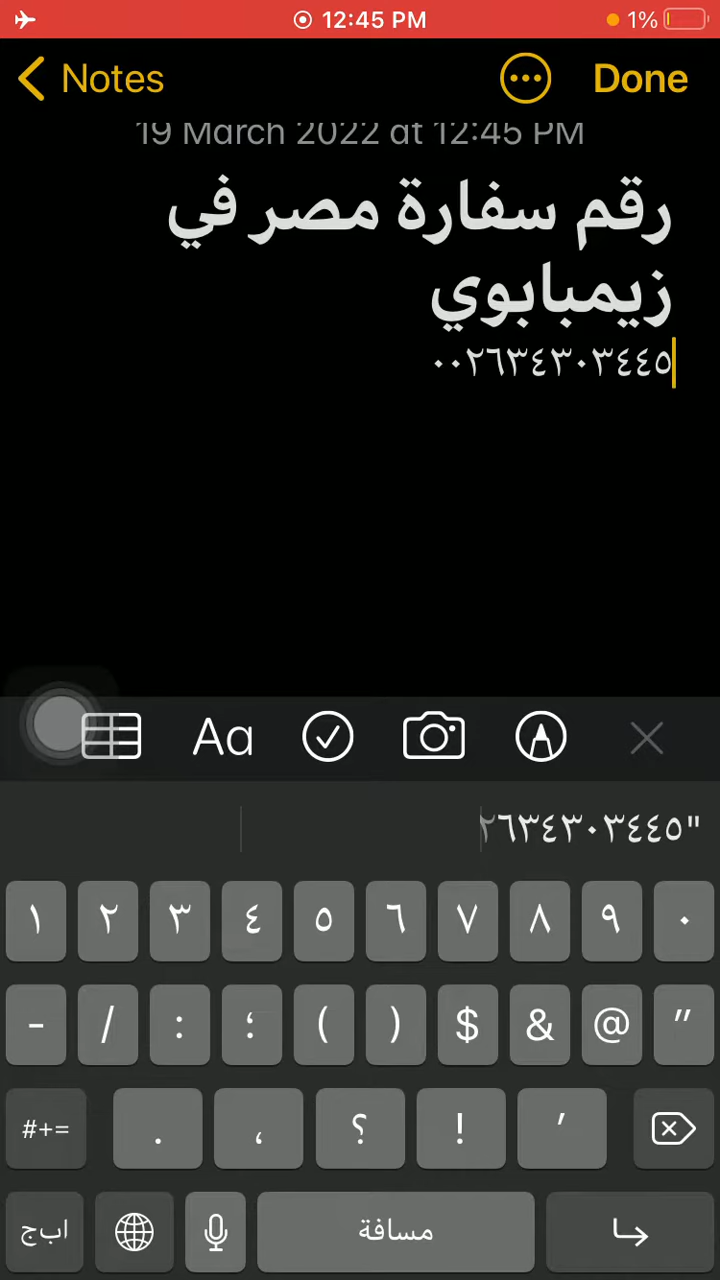 12:45 PM
1%
Notes
Done
19 March 2022 at 12:45 PM
رقم سفارة مصر في
زيمبابوي
٠٠٢٦٣٤٣٠٣٤٤٥
Aa
٢٦٣٤٣٠٣٤٤٥"
١ ٢ ٣ ٤ ٥ ٦ ٧ ٨ ٩ ٠
- / : ؛ ( ) $ & @ "
#+= . ، ؟ ! ’
اب‌ج مسافة